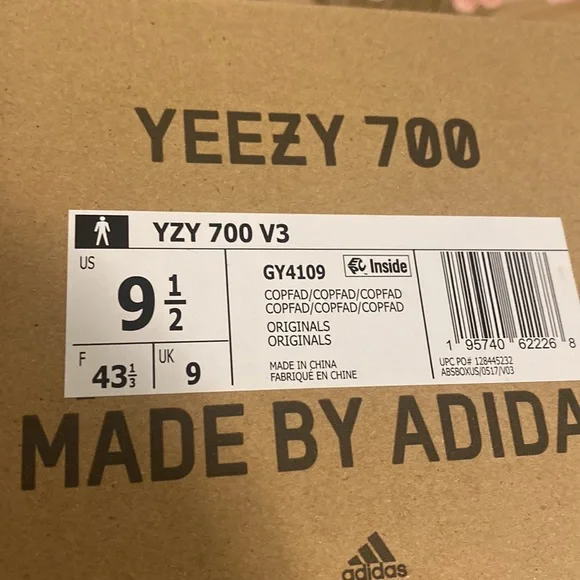 YEEZY 700
YZY 700 V3
US
9 1/2
F
43 1/3
UK
9
GY4109
Inside
COPFAD/COPFAD/COPFAD
COPFAD/COPFAD/COPFAD
ORIGINALS
ORIGINALS
MADE IN CHINA
FABRIQUÉ EN CHINE
1 95740 62226 8
UPC PO# 128445232
ABSBOXUS/0517/V03
MADE BY ADIDA
adidas